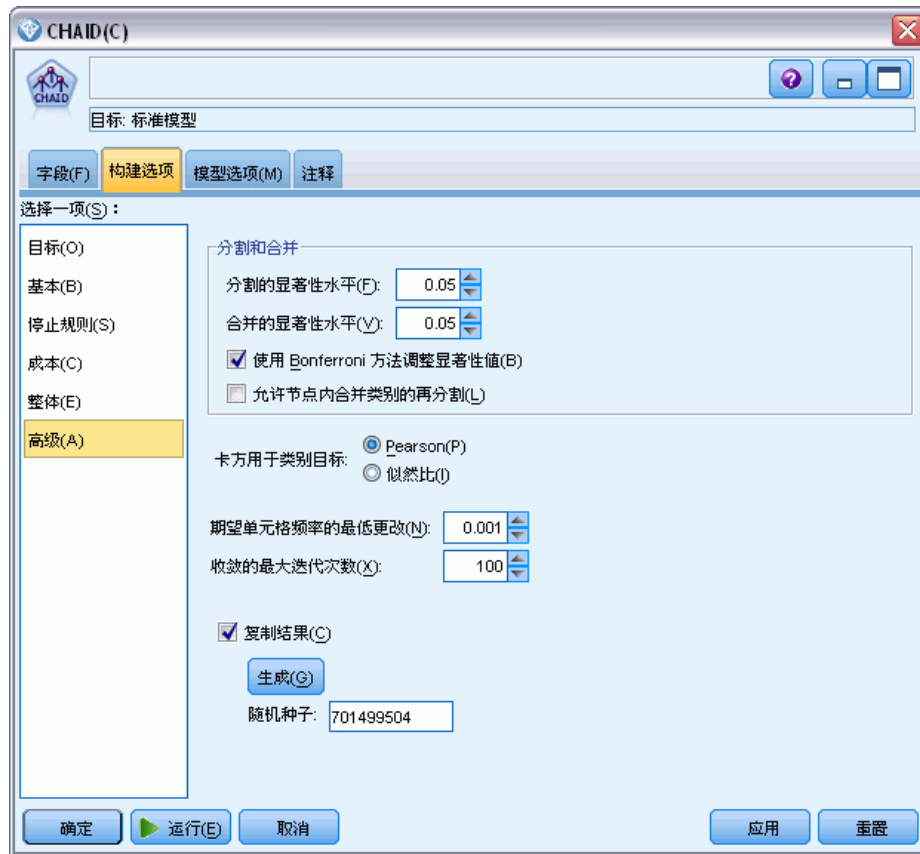 CHAID(C)
CHAID
目标: 标准模型
字段(F) 构建选项 模型选项(M) 注释
选择一项(S)：
目标(O)
基本(B)
停止规则(S)
成本(C)
整体(E)
高级(A)
分割和合并
分割的显著性水平(F): 0.05
合并的显著性水平(V): 0.05
使用 Bonferroni 方法调整显著性值(B)
允许节点内合并类别的再分割(L)
卡方用于类别目标: Pearson(P)
似然比(I)
期望单元格频率的最低更改(N): 0.001
收敛的最大迭代次数(X): 100
复制结果(C)
生成(G)
随机种子: 701499504
确定 运行(E) 取消 应用 重置